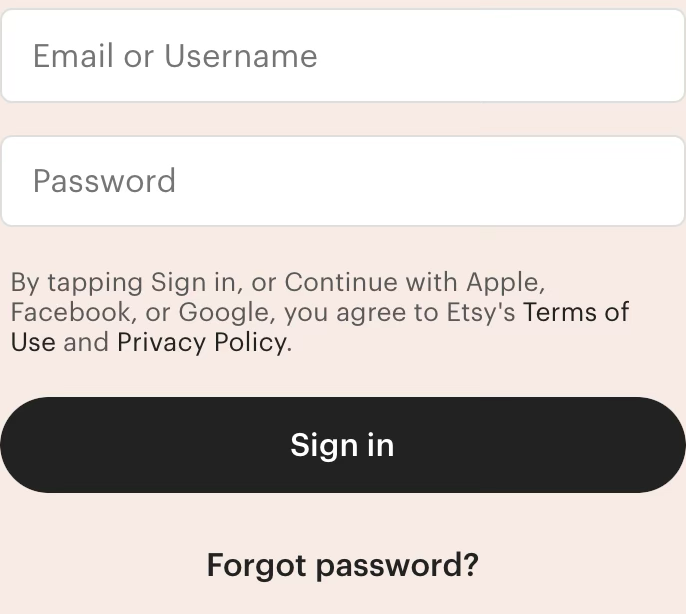 Email or Username
Password
By tapping Sign in, or Continue with Apple,
Facebook, or Google, you agree to Etsy's Terms of
Use and Privacy Policy.
Sign in
Forgot password?